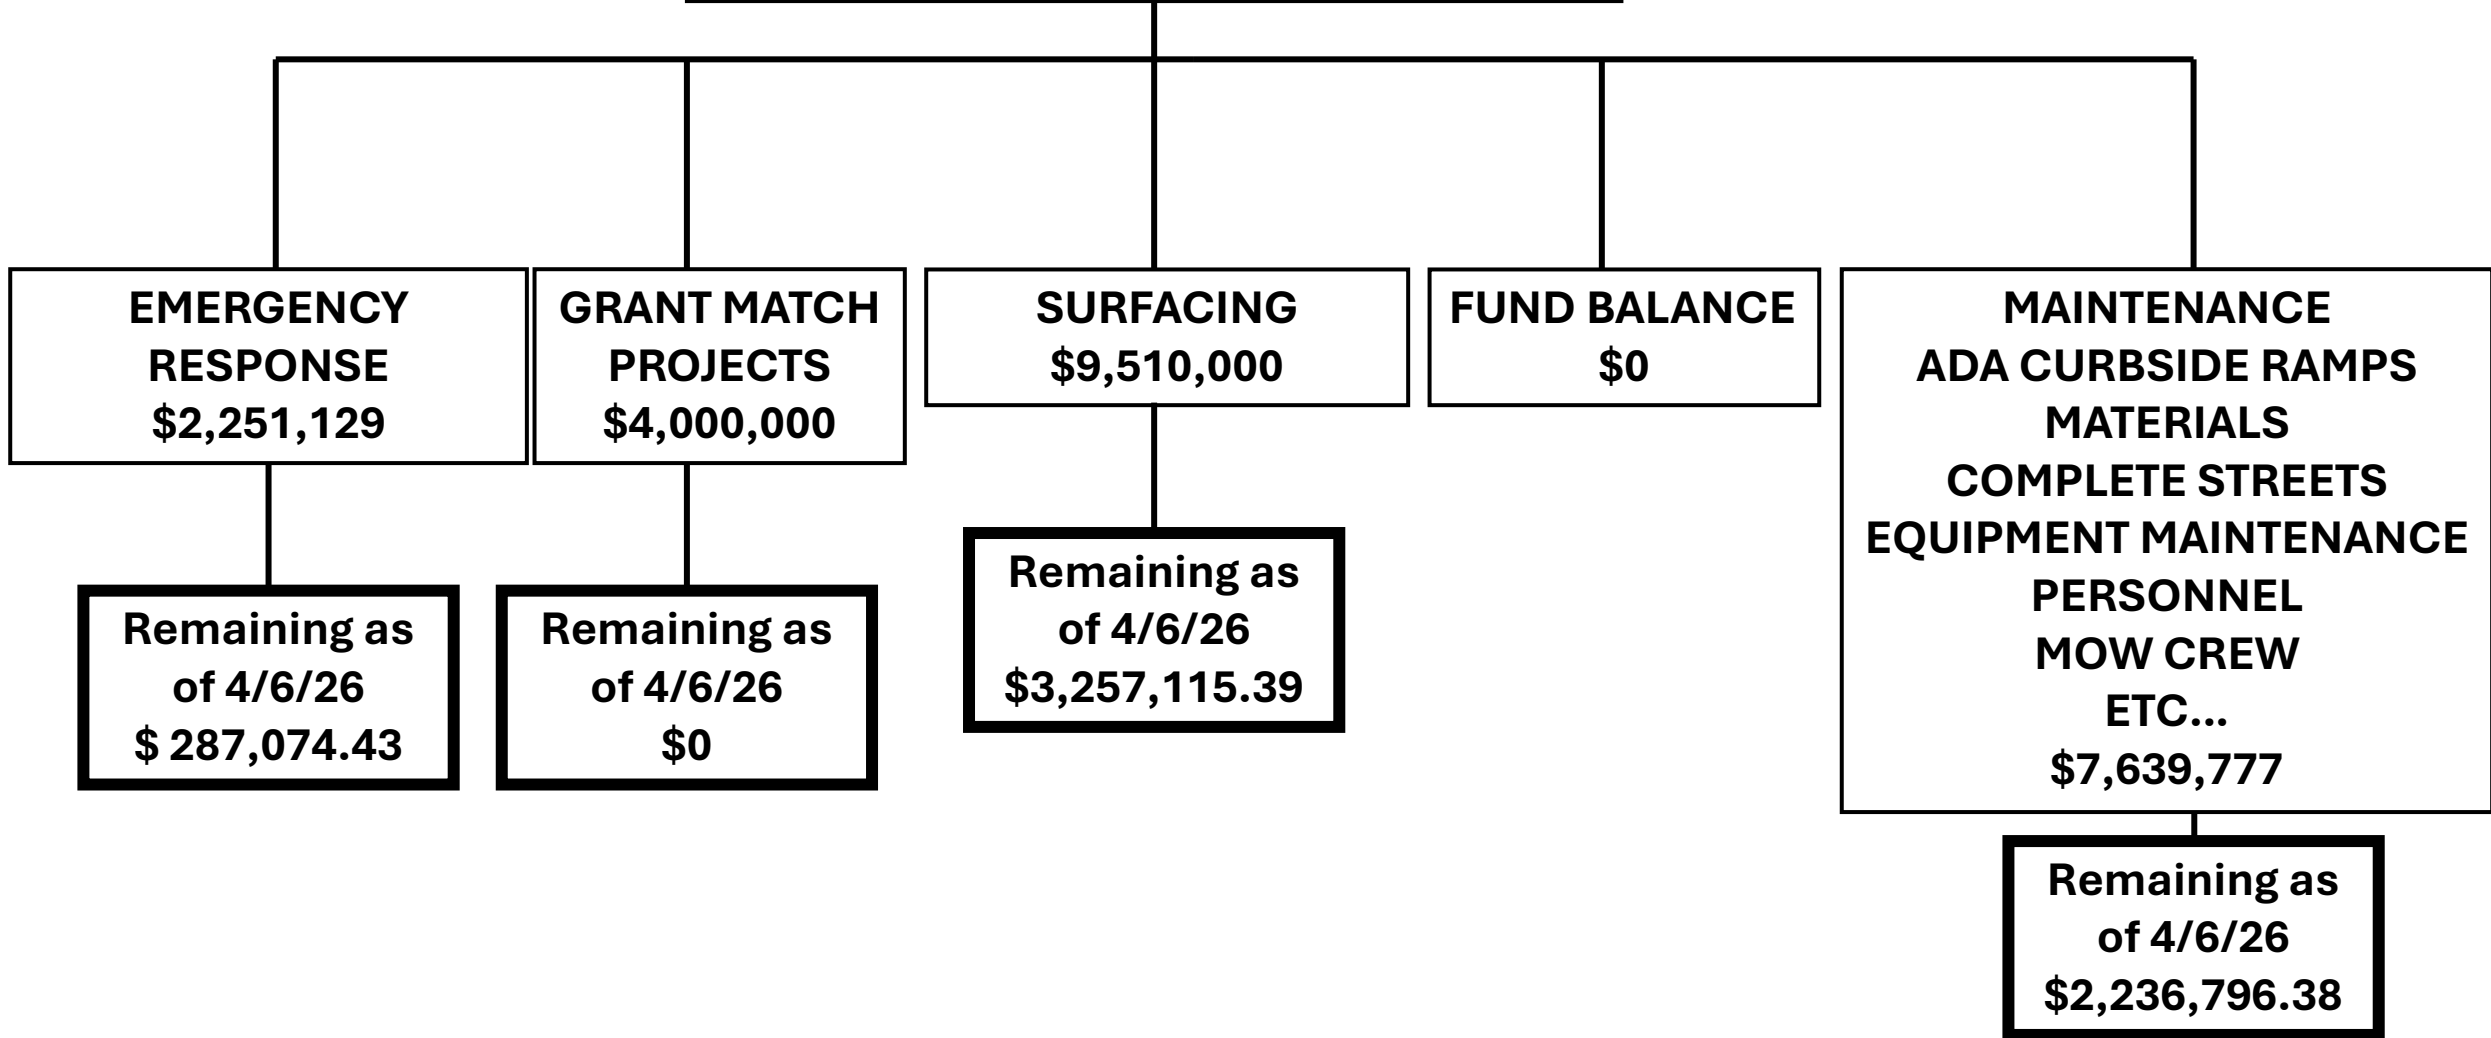 EMERGENCY
RESPONSE
$2,251,129
Remaining as
of 4/6/26
$ 287,074.43
GRANT MATCH
PROJECTS
$4,000,000
Remaining as
of 4/6/26
$0
SURFACING
$9,510,000
Remaining as
of 4/6/26
$3,257,115.39
FUND BALANCE
$0
MAINTENANCE
ADA CURBSIDE RAMPS
MATERIALS
COMPLETE STREETS
EQUIPMENT MAINTENANCE
PERSONNEL
MOW CREW
ETC...
$7,639,777
Remaining as
of 4/6/26
$2,236,796.38